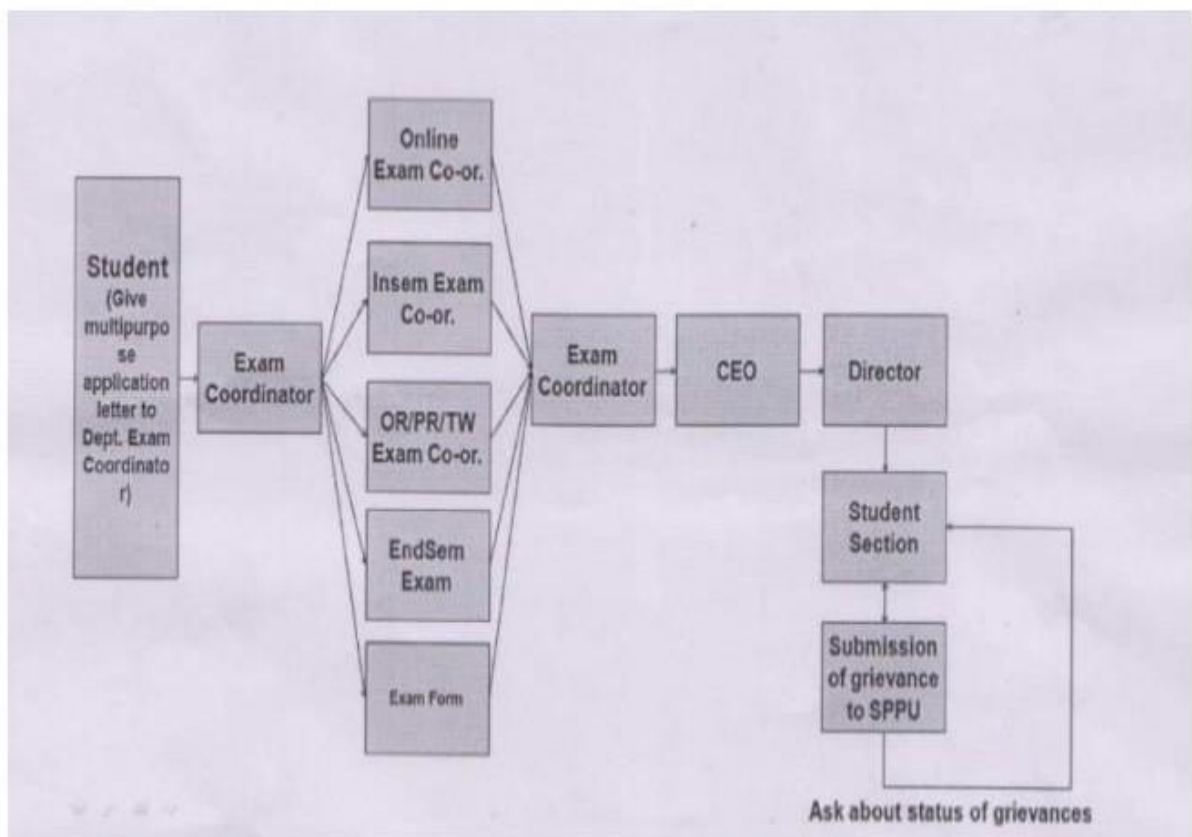 Student
(Give
multipurpo
se
application
letter to
Dept. Exam
Coordinato
r)
Exam
Coordinator
Online
Exam Co-or.
Insem Exam
Co-or.
OR/PR/TW
Exam Co-or.
EndSem
Exam
Exam Form
Exam
Coordinator
CEO
Director
Student
Section
Submission
of grievance
to SPPU
Ask about status of grievances